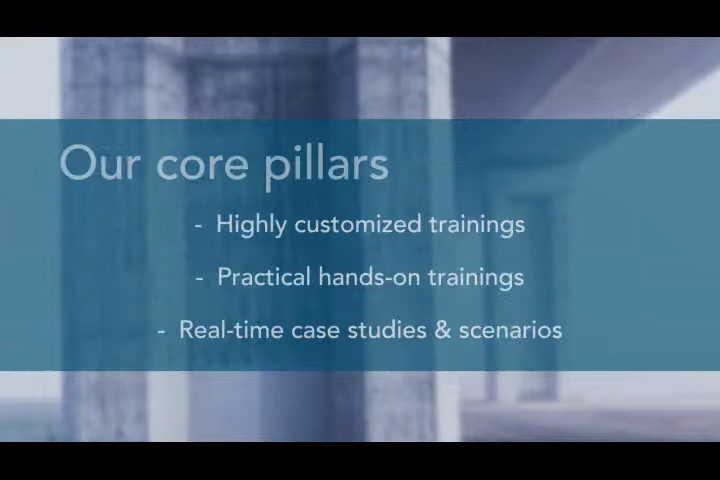 Our core pillars
- Highly customized trainings
- Practical hands-on trainings
- Real-time case studies & scenarios